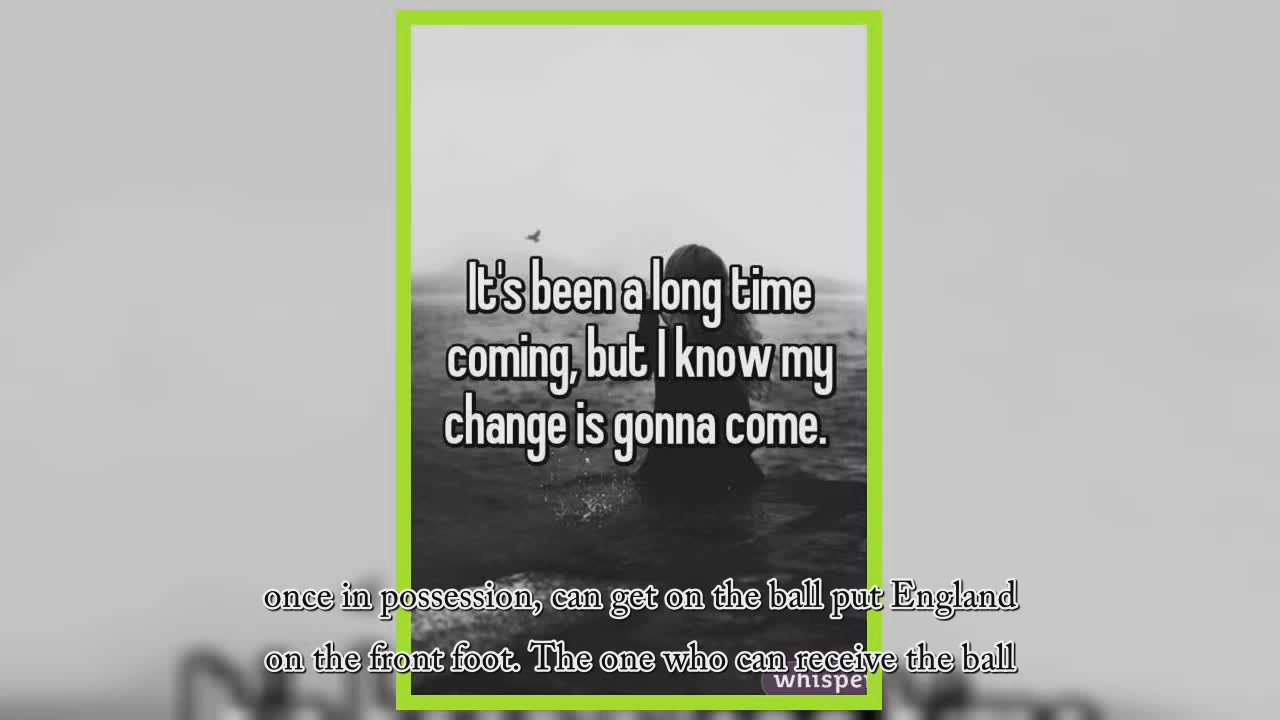 It's been a long time
coming, but I know my
change is gonna come.
once in possession, can get on the ball put England
on the front foot. The one who can receive the ball
whisper